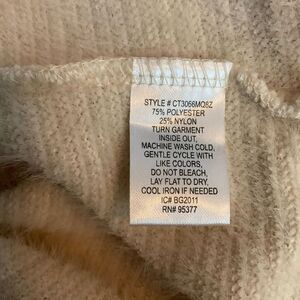 STYLE # CT3066MQ8Z
75% POLYESTER
25% NYLON
TURN GARMENT
INSIDE OUT,
MACHINE WASH COLD,
GENTLE CYCLE WITH
LIKE COLORS,
DO NOT BLEACH,
LAY FLAT TO DRY,
COOL IRON IF NEEDED
IC# BG2011
RN# 95377